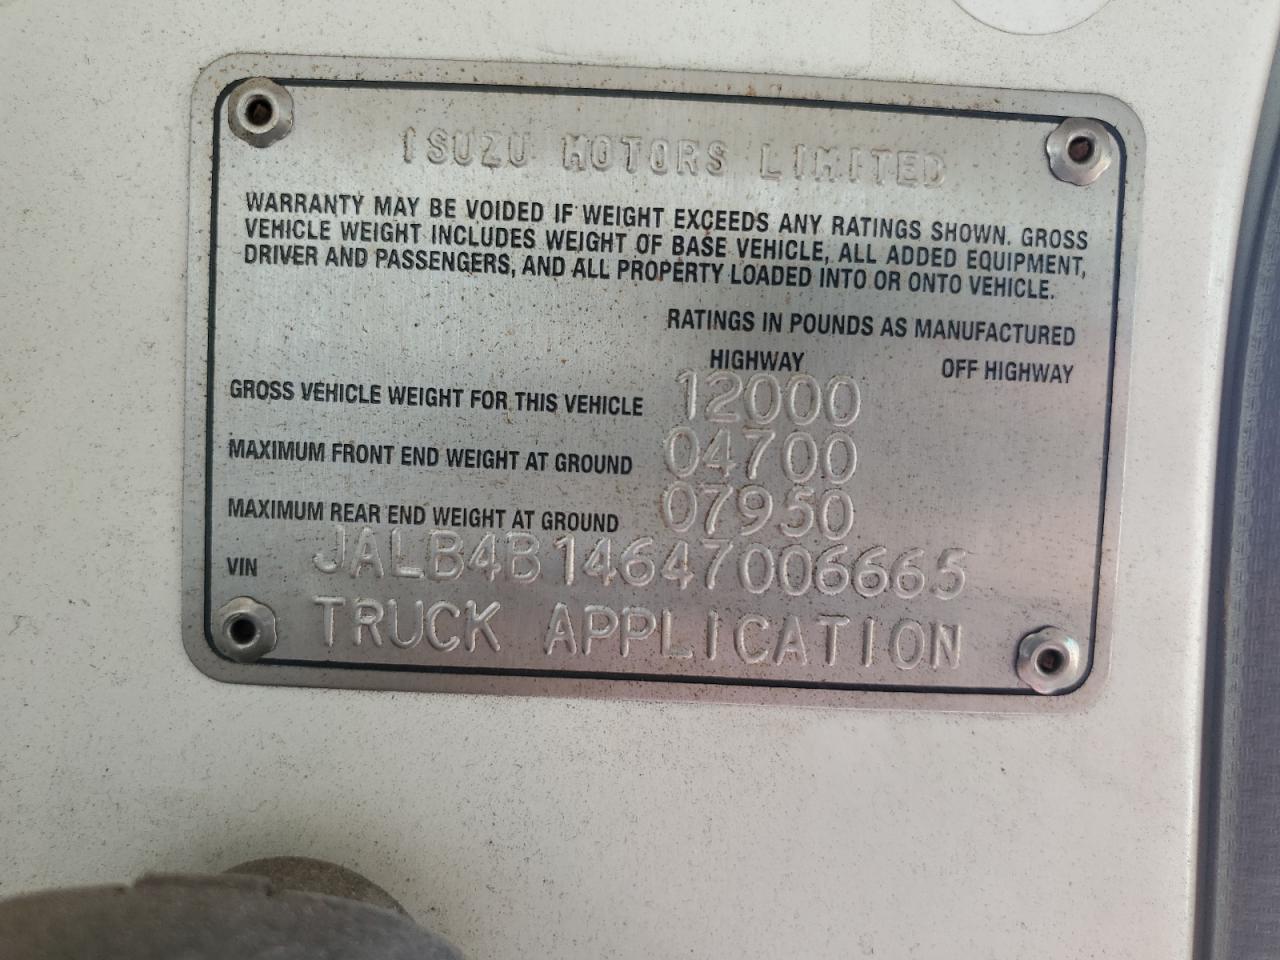 ISUZU MOTORS LIMITED
WARRANTY MAY BE VOIDED IF WEIGHT EXCEEDS ANY RATINGS SHOWN. GROSS
VEHICLE WEIGHT INCLUDES WEIGHT OF BASE VEHICLE, ALL ADDED EQUIPMENT,
DRIVER AND PASSENGERS, AND ALL PROPERTY LOADED INTO OR ONTO VEHICLE.
RATINGS IN POUNDS AS MANUFACTURED
HIGHWAY OFF HIGHWAY
GROSS VEHICLE WEIGHT FOR THIS VEHICLE 12000
MAXIMUM FRONT END WEIGHT AT GROUND 04700
MAXIMUM REAR END WEIGHT AT GROUND 07950
VIN JALB4B14647006665
TRUCK APPLICATION